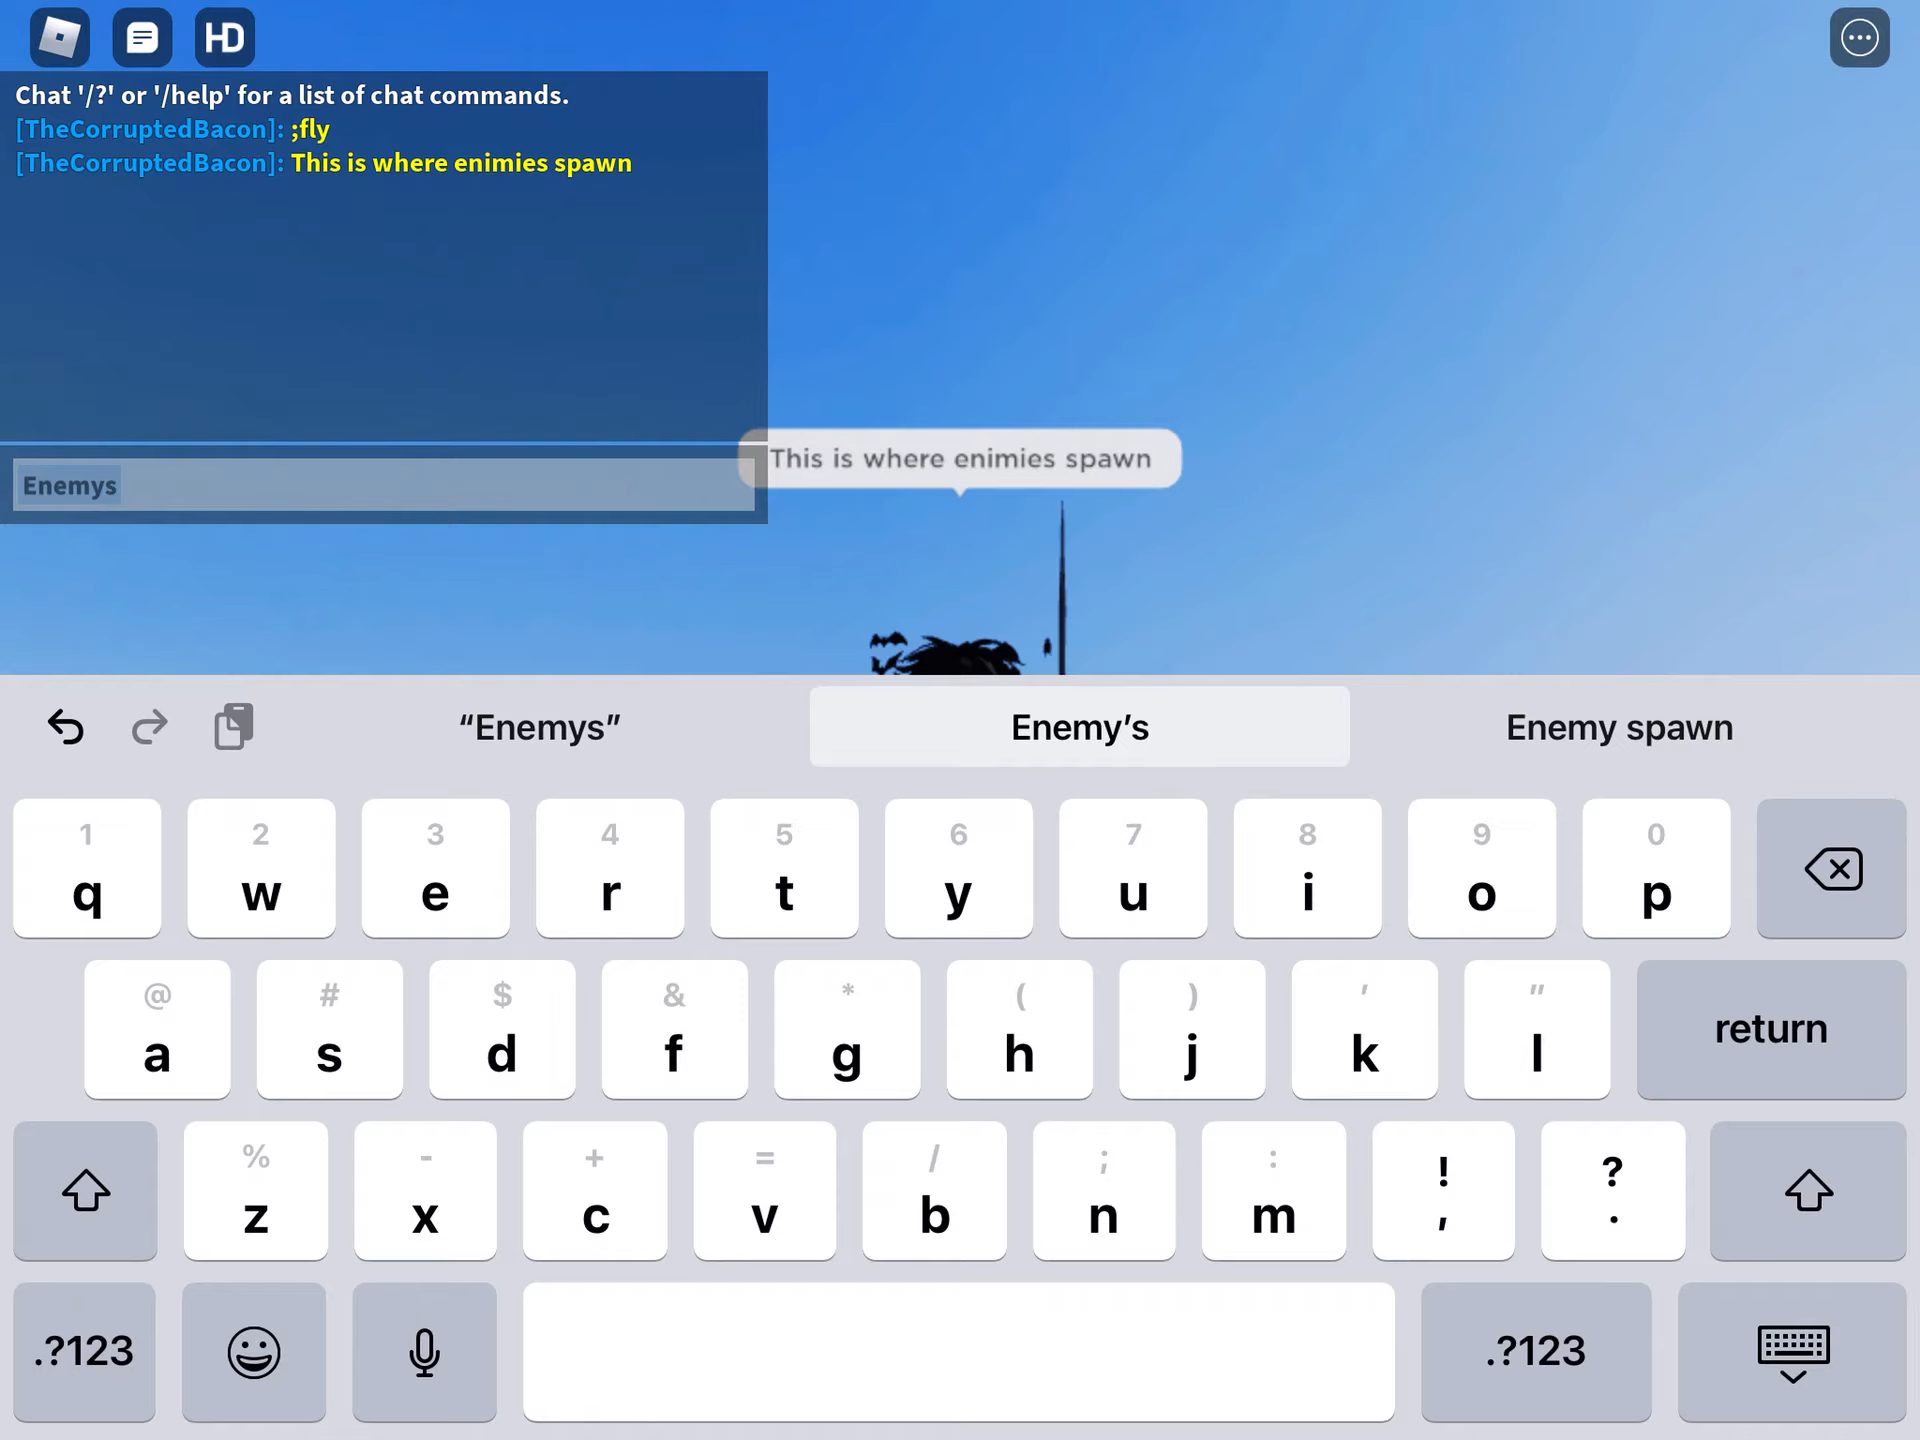 HD
Chat '/?' or '/help' for a list of chat commands.
[TheCorruptedBacon]: ;fly
[TheCorruptedBacon]: This is where enimies spawn
This is where enimies spawn
Enemys
“Enemys” Enemy’s Enemy spawn
1 2 3 4 5 6 7 8 9 0
q w e r t y u i o p
@ # $ & * ( ) ' "
a s d f g h j k l return
% - + = / ; : ! ?
z x c v b n m , .
.?123 .?123